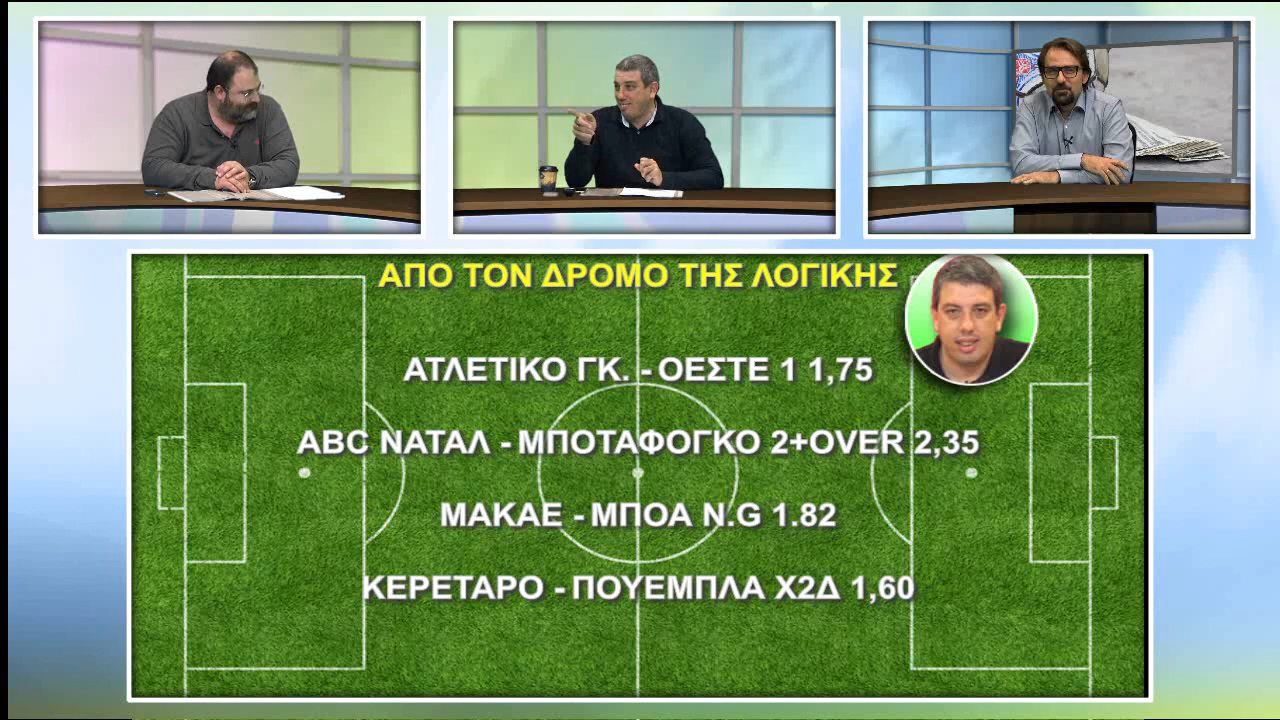 ΑΠΟ ΤΟΝ ΔΡΟΜΟ ΤΗΣ ΛΟΓΙΚΗΣ
ΑΤΛΕΤΙΚΟ ΓΚ. - ΟΕΣΤΕ 1 1,75
ABC ΝΑΤΑΛ - ΜΠΟΤΑΦΟΓΚΟ 2+OVER 2,35
ΜΑΚΑΕ - ΜΠΟΑ N.G 1.82
ΚΕΡΕΤΑΡΟ - ΠΟΥΕΜΠΛΑ Χ2Δ 1,60